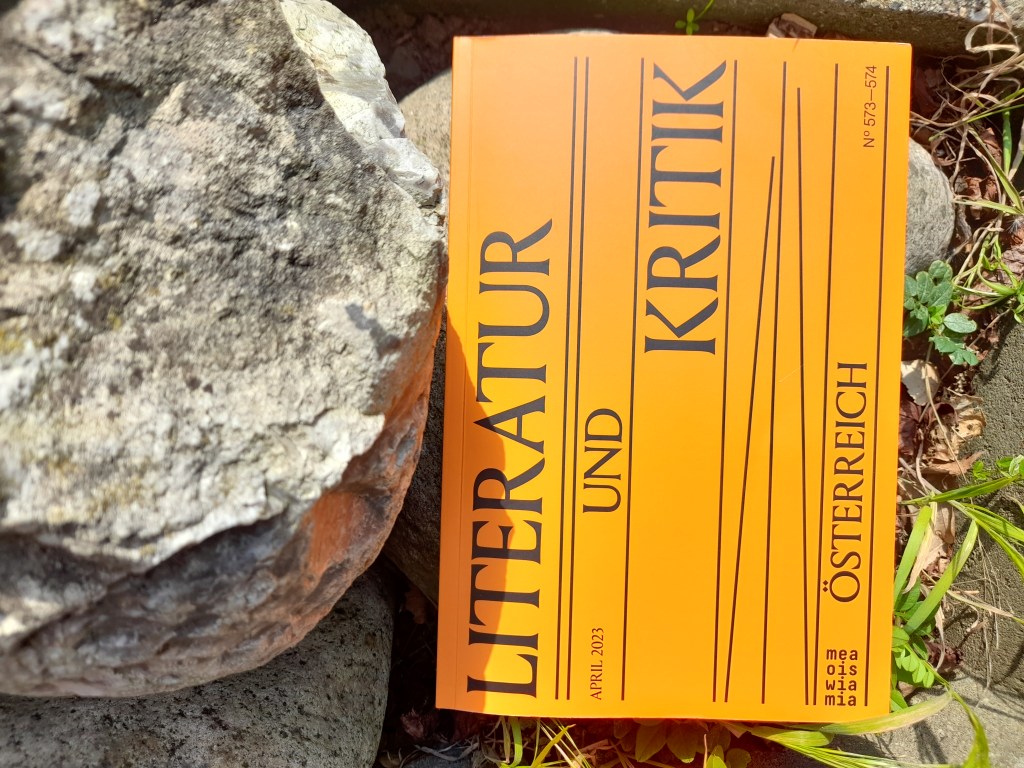 LITERATUR
UND
KRITIK
APRIL 2023
ÖSTERREICH
Nº 573—574
mea
ois
wia
mia